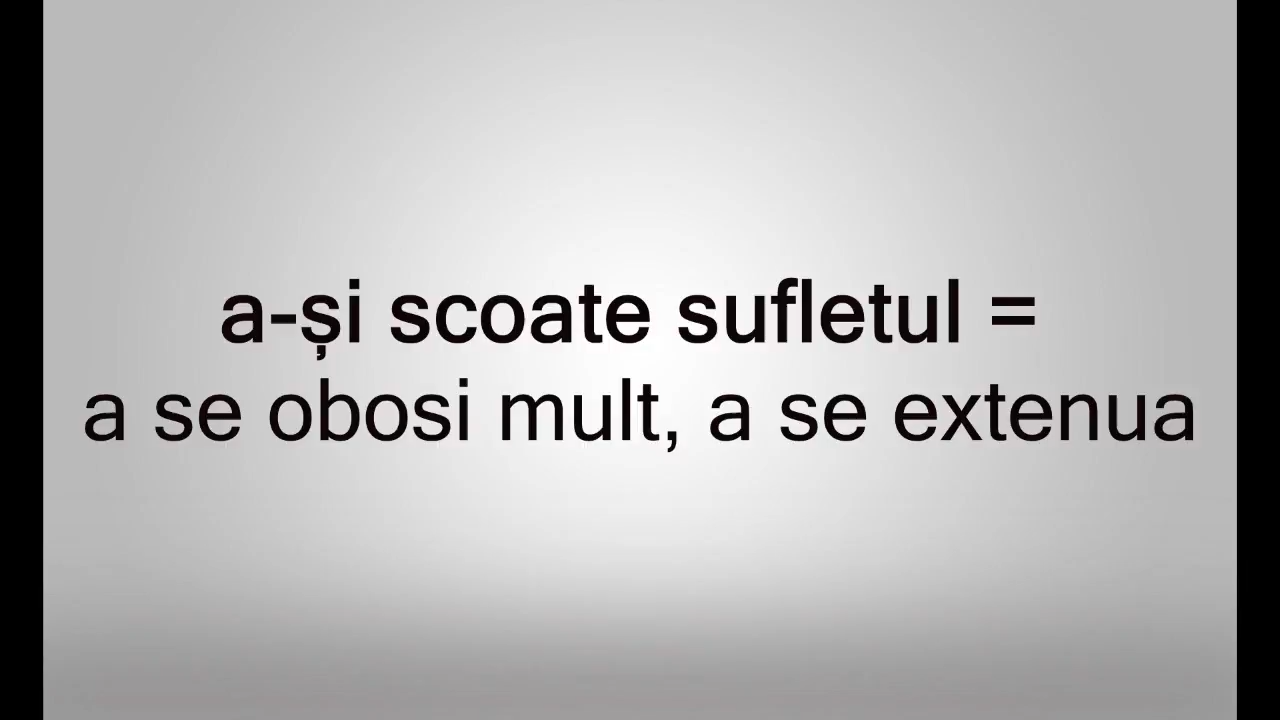 a-și scoate sufletul =
a se obosi mult, a se extenua